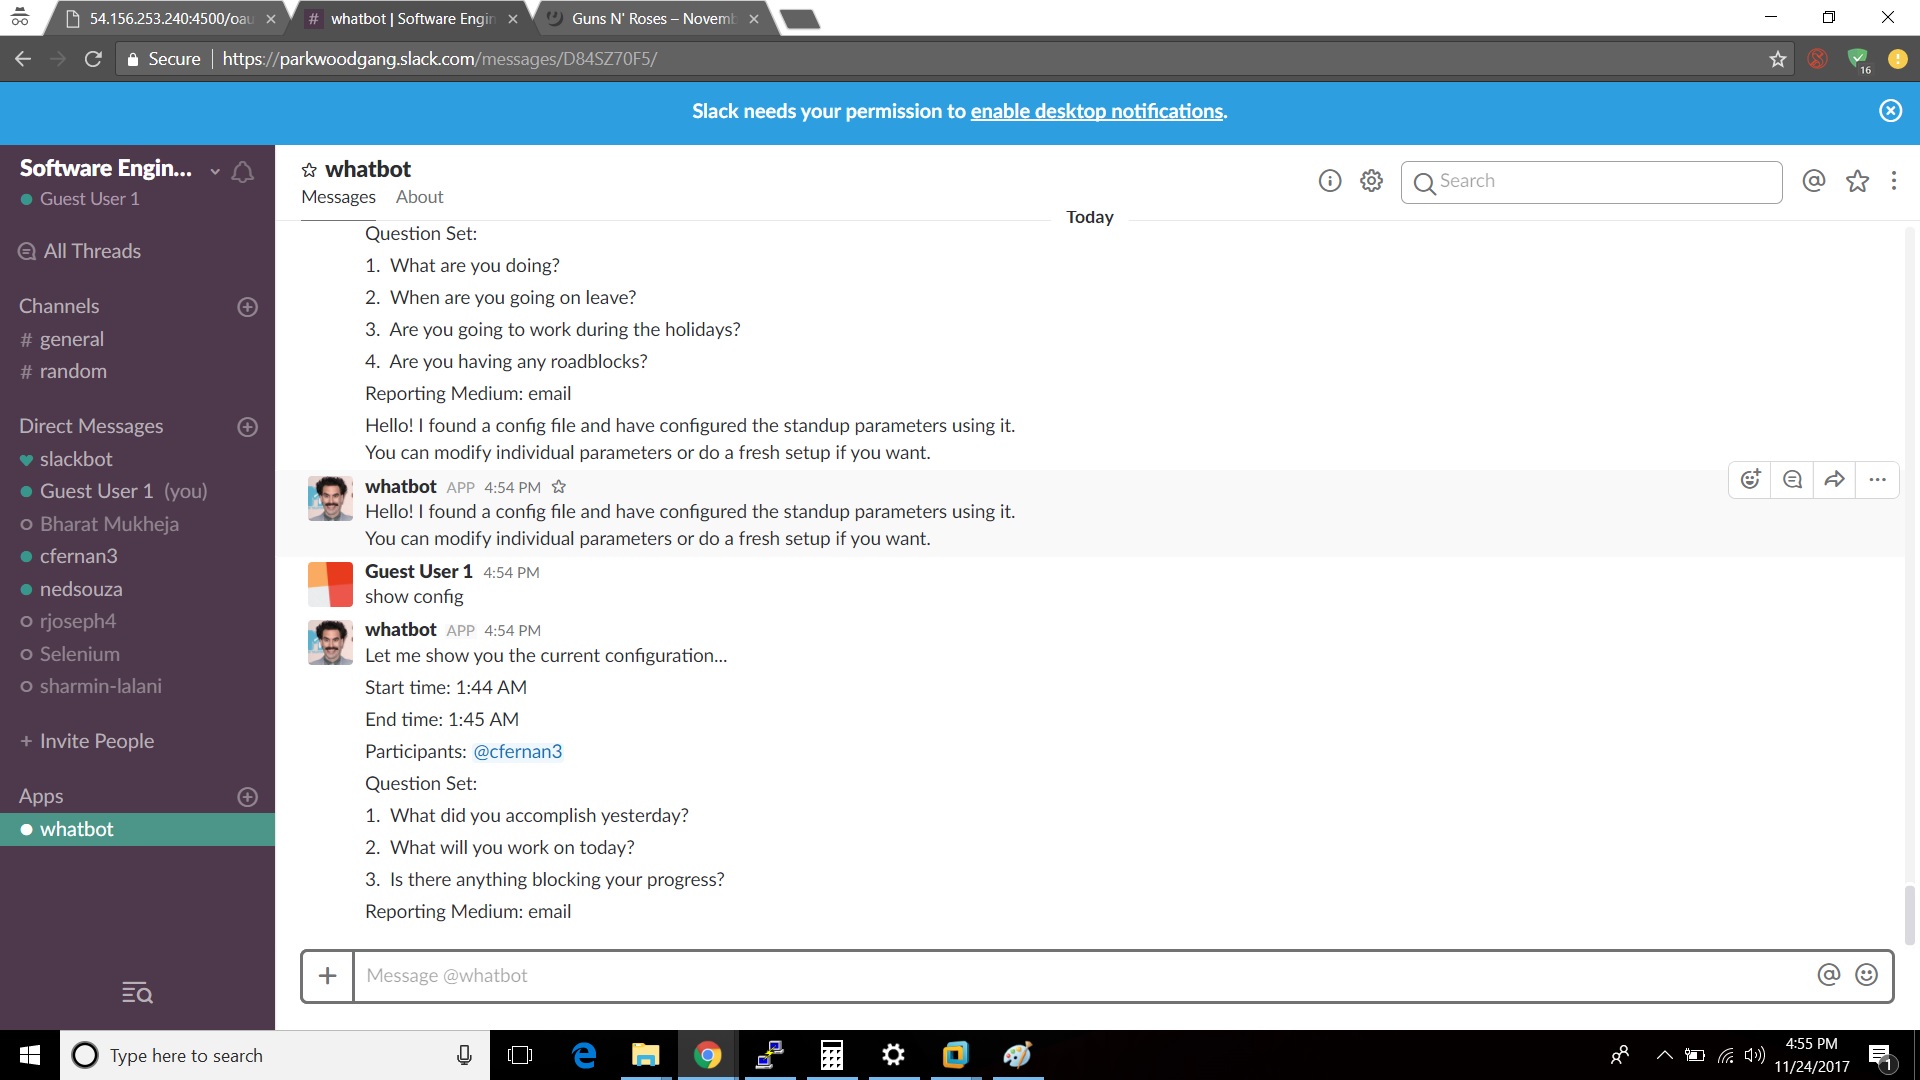 54.156.253.240:4500/oau
# whatbot | Software Engin
Guns N' Roses – Novemb
Secure https://parkwoodgang.slack.com/messages/D84SZ70F5/
16
Slack needs your permission to enable desktop notifications.
Software Engin...
Guest User 1
All Threads
Channels
# general
# random
Direct Messages
slackbot
Guest User 1 (you)
Bharat Mukheja
cfernan3
nedsouza
rjoseph4
Selenium
sharmin-lalani
+ Invite People
Apps
whatbot
whatbot
Messages About
Search
Today
Question Set:
1. What are you doing?
2. When are you going on leave?
3. Are you going to work during the holidays?
4. Are you having any roadblocks?
Reporting Medium: email
Hello! I found a config file and have configured the standup parameters using it.
You can modify individual parameters or do a fresh setup if you want.
whatbot APP 4:54 PM
Hello! I found a config file and have configured the standup parameters using it.
You can modify individual parameters or do a fresh setup if you want.
Guest User 1 4:54 PM
show config
whatbot APP 4:54 PM
Let me show you the current configuration...
Start time: 1:44 AM
End time: 1:45 AM
Participants: @cfernan3
Question Set:
1. What did you accomplish yesterday?
2. What will you work on today?
3. Is there anything blocking your progress?
Reporting Medium: email
Message @whatbot
Type here to search
4:55 PM
11/24/2017
1